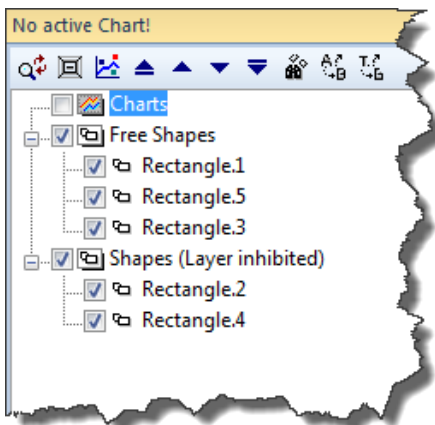 No active Chart!
Charts
Free Shapes
Rectangle.1
Rectangle.5
Rectangle.3
Shapes (Layer inhibited)
Rectangle.2
Rectangle.4